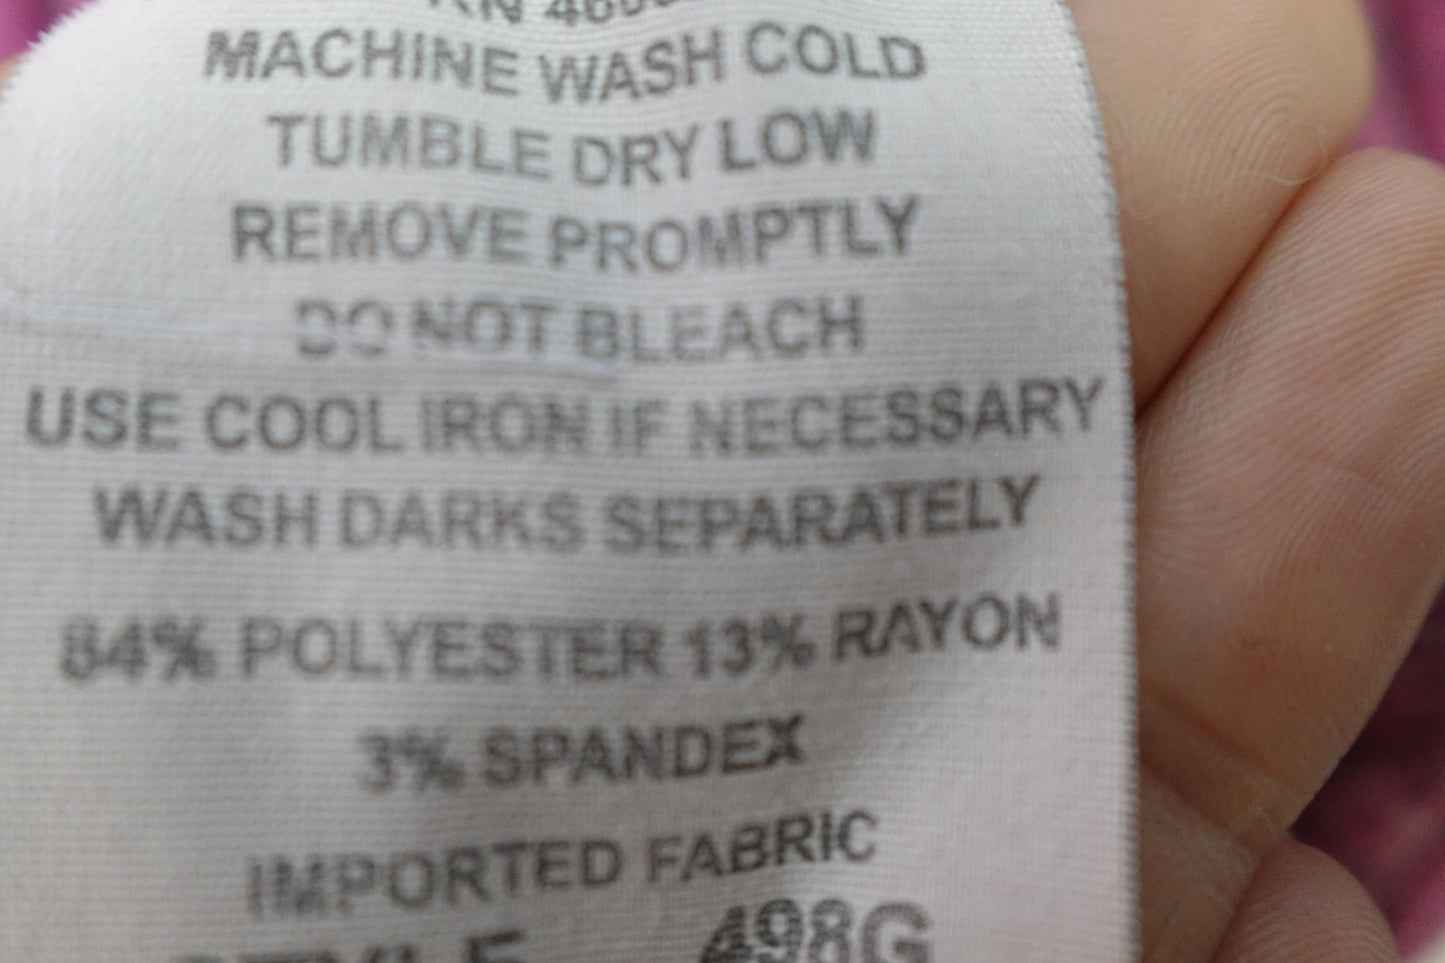 MACHINE WASH COLD
TUMBLE DRY LOW
REMOVE PROMPTLY
DO NOT BLEACH
USE COOL IRON IF NECESSARY
WASH DARKS SEPARATELY
84% POLYESTER 13% RAYON
3% SPANDEX
IMPORTED FABRIC
STYLE 498G